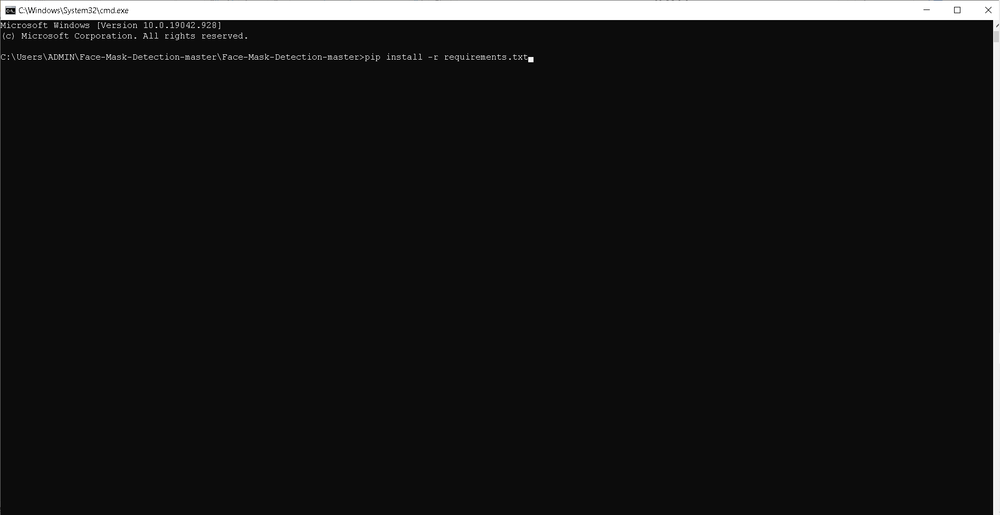 C:\Windows\System32\cmd.exe
Microsoft Windows [Version 10.0.19042.928]
(c) Microsoft Corporation. All rights reserved.
C:\Users\ADMIN\Face-Mask-Detection-master\Face-Mask-Detection-master>pip install -r requirements.txt